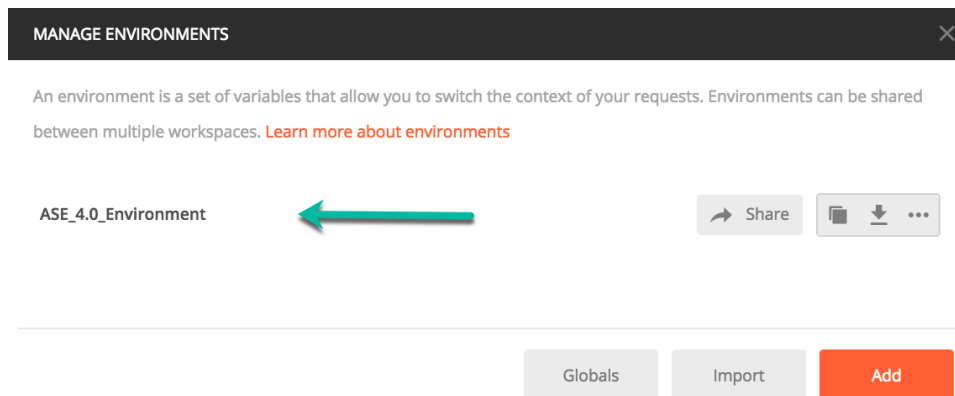 MANAGE ENVIRONMENTS
An environment is a set of variables that allow you to switch the context of your requests. Environments can be shared
between multiple workspaces. Learn more about environments
ASE_4.0_Environment
Share
Globals
Import
Add